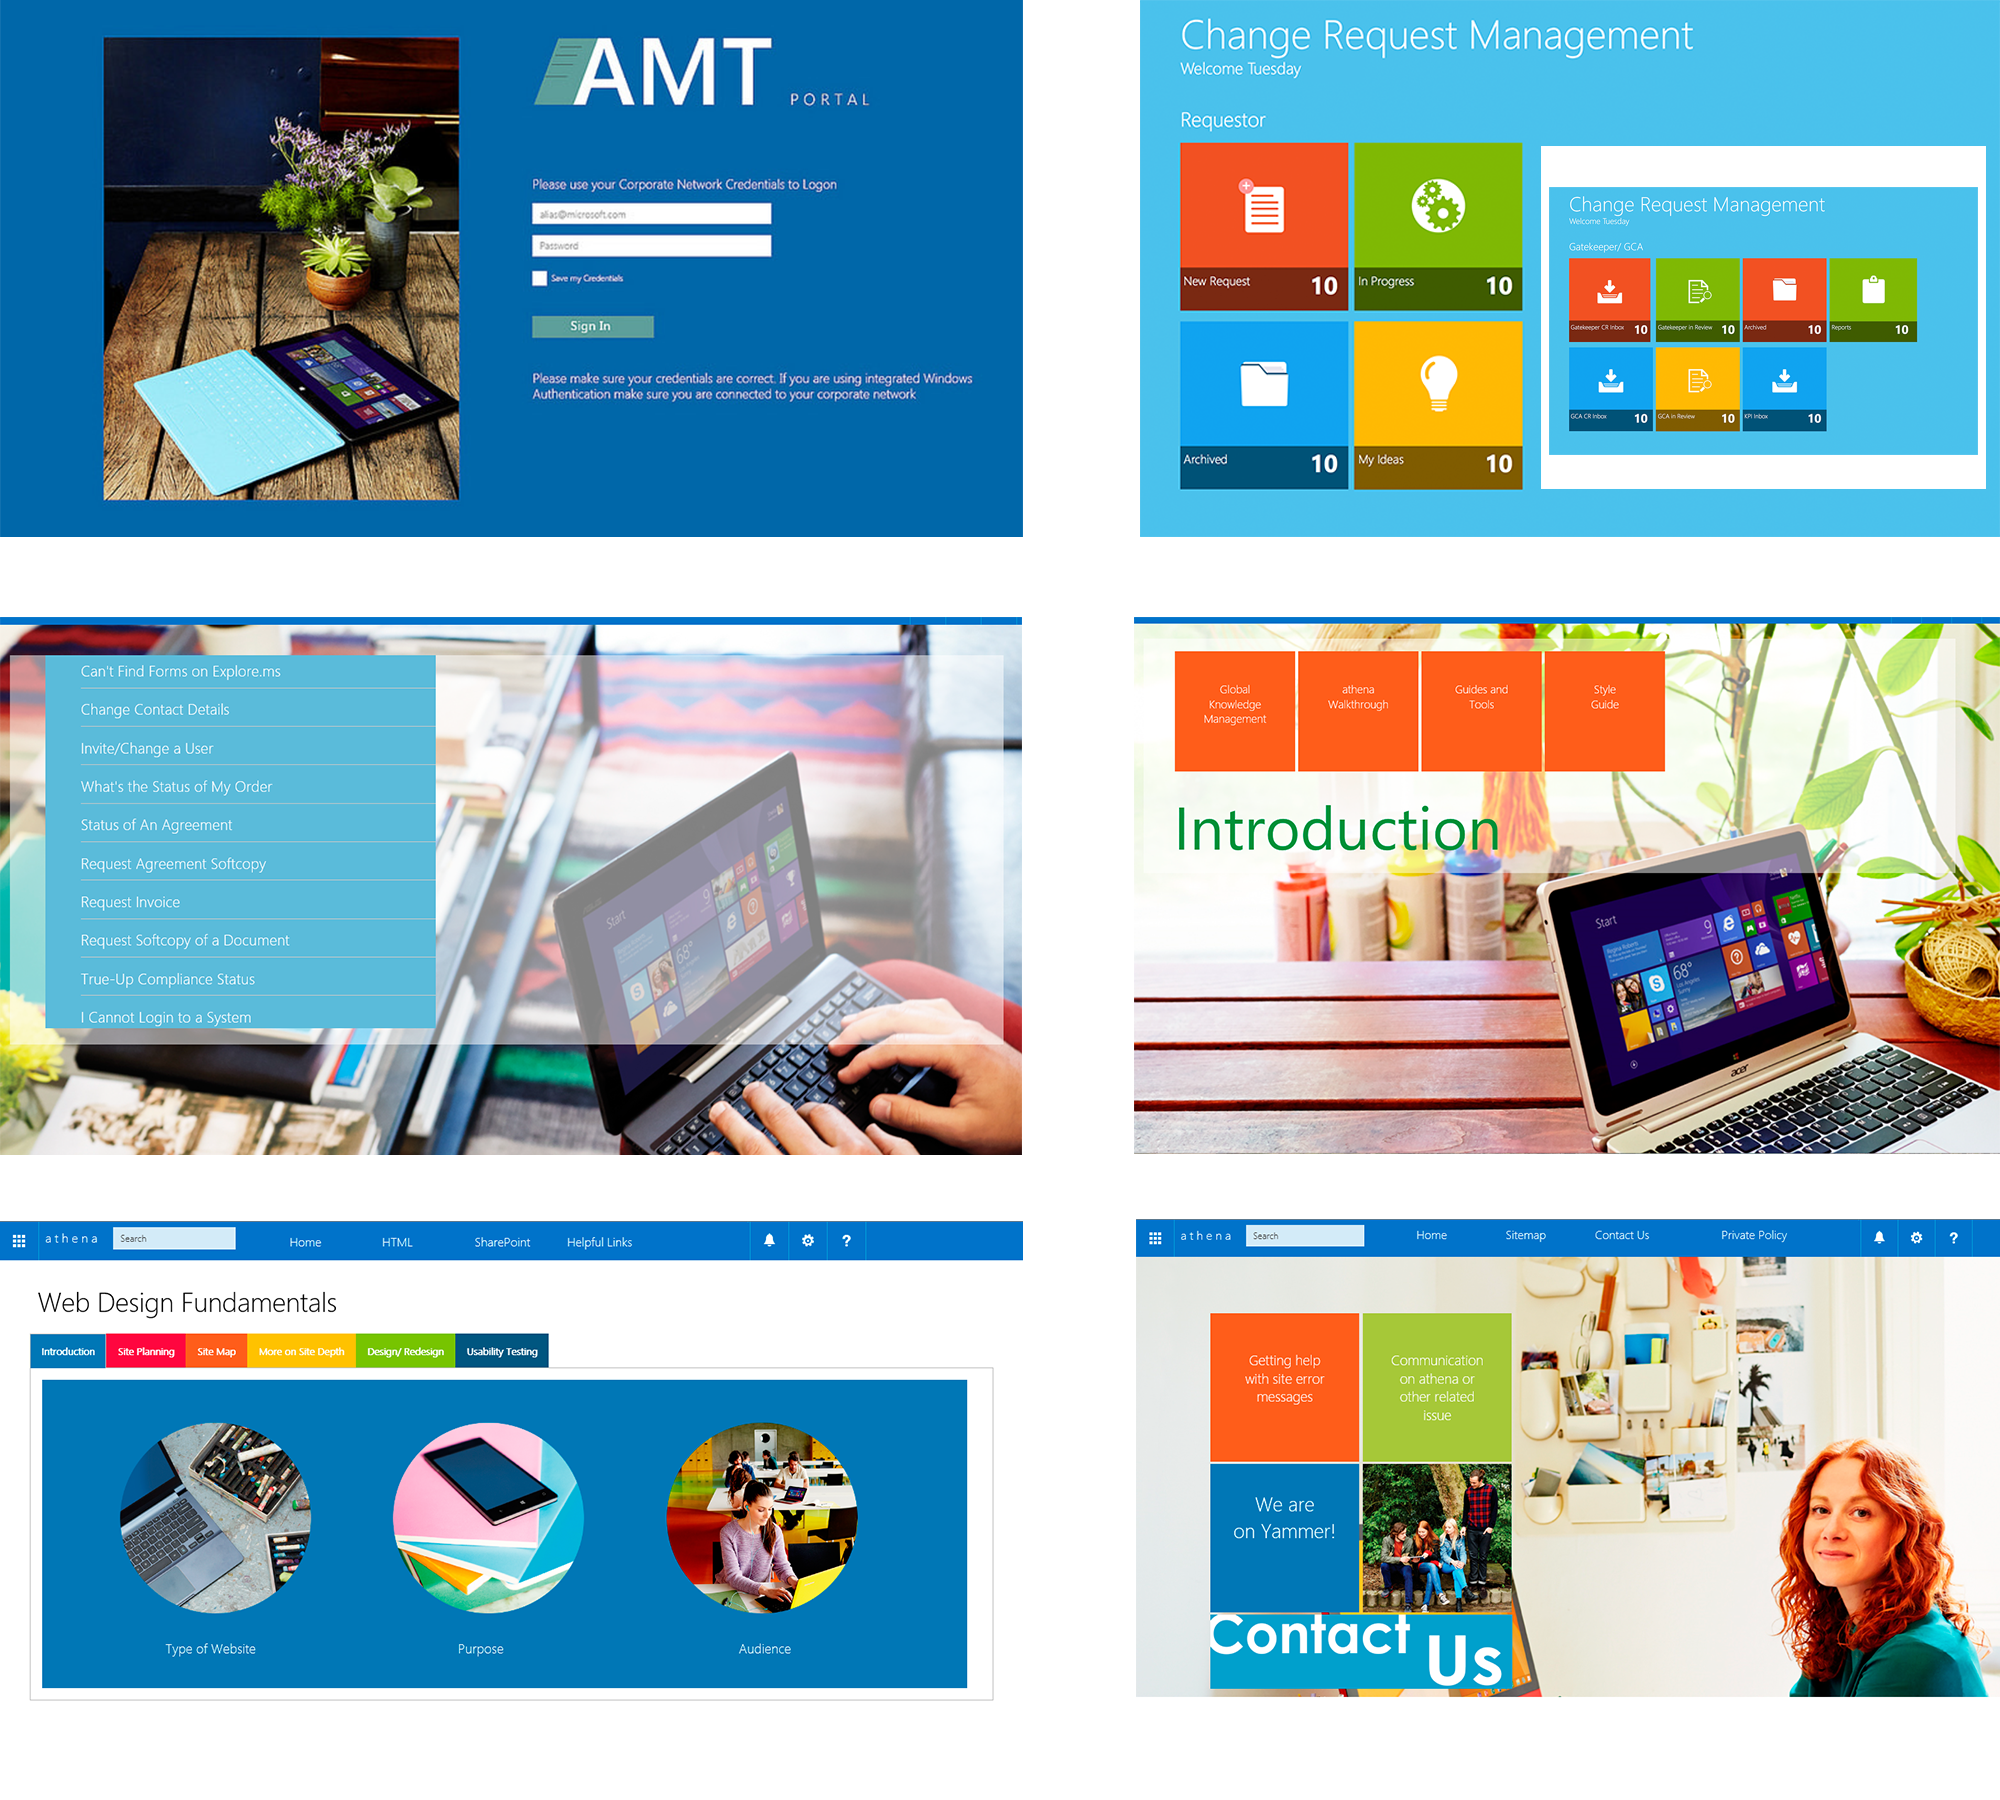 AMT
PORTAL
Please use your Corporate Network Credentials to Logon
alias@microsoft.com
Password
Save my Credentials
Sign In
Please make sure your credentials are correct. If you are using integrated Windows
Authentication make sure you are connected to your corporate network
Change Request Management
Welcome Tuesday
Requestor
New Request 10
In Progress 10
Archived 10
My Ideas 10
Change Request Management
Welcome Tuesday
Gatekeeper/ GCA
Gatekeeper CR Inbox 10
Gatekeeper in Review 10
Archived 10
Reports 10
GCA CR Inbox 10
GCA in Review 10
KPI Inbox 10
Can't Find Forms on Explore.ms
Change Contact Details
Invite/Change a User
What's the Status of My Order
Status of An Agreement
Request Agreement Softcopy
Request Invoice
Request Softcopy of a Document
True-Up Compliance Status
I Cannot Login to a System
Start
9
68°
Global
Knowledge
Management
athena
Walkthrough
Guides and
Tools
Style
Guide
Introduction
Start
9
68°
acer
athena
Search
Home
HTML
SharePoint
Helpful Links
?
Web Design Fundamentals
Introduction
Site Planning
Site Map
More on Site Depth
Design/ Redesign
Usability Testing
Type of Website
Purpose
Audience
athena
Search
Home
Sitemap
Contact Us
Private Policy
?
Getting help
with site error
messages
Communication
on athena or
other related
issue
We are
on Yammer!
Contact
Us